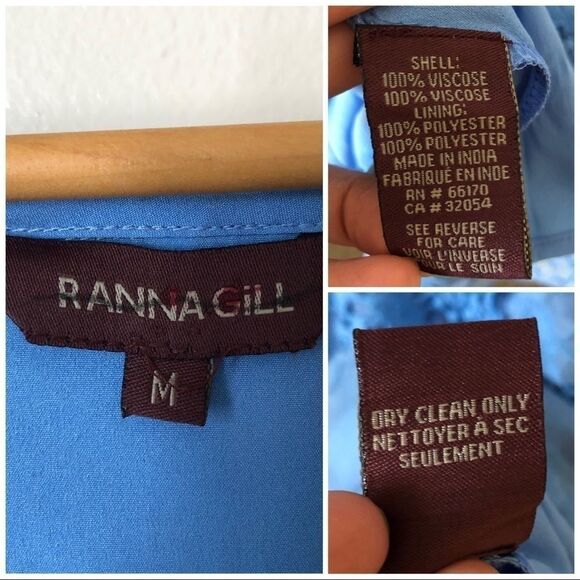 RANNA GILL
M
SHELL:
100% VISCOSE
100% VISCOSE
LINING:
100% POLYESTER
100% POLYESTER
MADE IN INDIA
FABRIQUÉ EN INDE
RN # 66170
CA # 32054
SEE REVERSE
FOR CARE
VOIR L'INVERSE
POUR LE SOIN
DRY CLEAN ONLY
NETTOYER À SEC
SEULEMENT